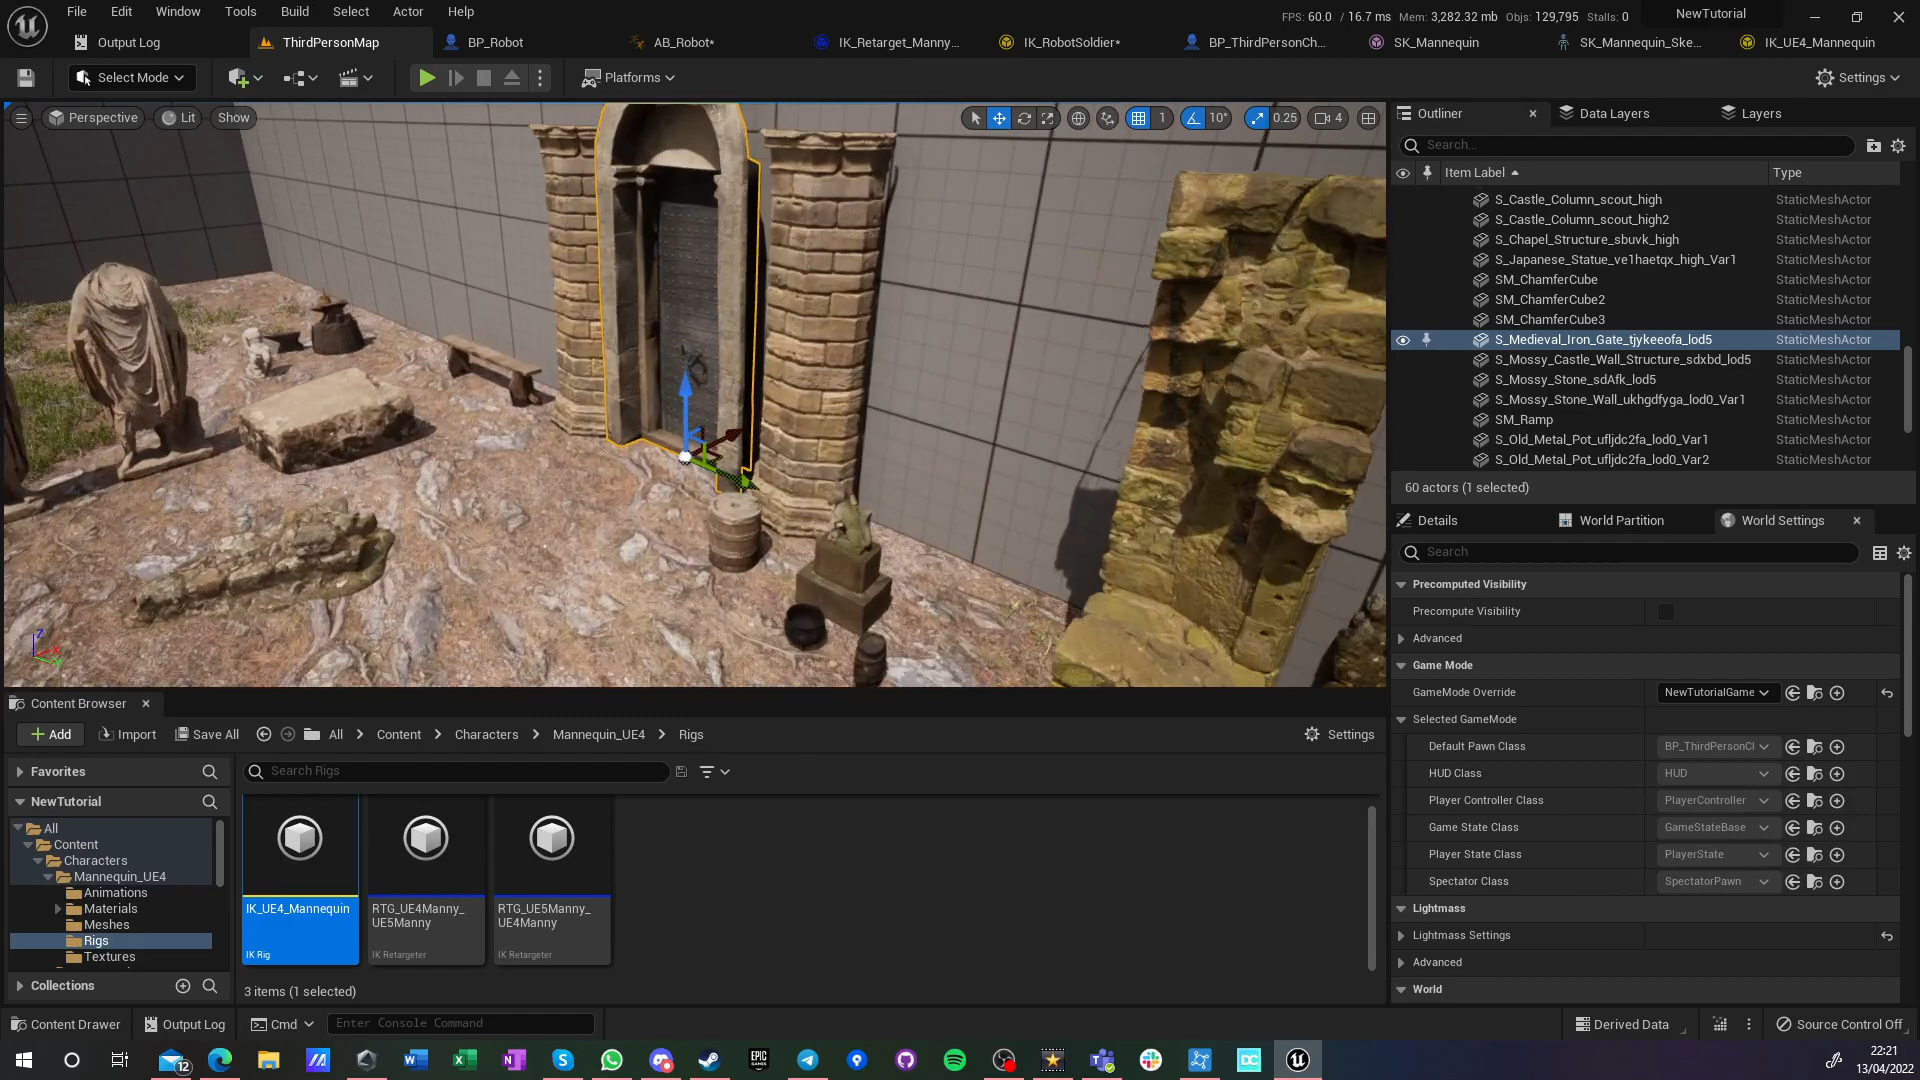 File Edit Window Tools Build Select Actor Help
FPS: 60.0 / 16.7 ms Mem: 3,282.32 mb Objs: 129,795 Stalls: 0
NewTutorial
Output Log
ThirdPersonMap
BP_Robot
AB_Robot*
IK_Retarget_Manny...
IK_RobotSoldier*
BP_ThirdPersonCh...
SK_Mannequin
SK_Mannequin_Ske...
IK_UE4_Mannequin
Select Mode
Platforms
Settings
Perspective Lit Show
1 10° 0.25 4
Outliner
Data Layers
Layers
Search...
Item Label Type
S_Castle_Column_scout_high StaticMeshActor
S_Castle_Column_scout_high2 StaticMeshActor
S_Chapel_Structure_sbuvk_high StaticMeshActor
S_Japanese_Statue_ve1haetqx_high_Var1 StaticMeshActor
SM_ChamferCube StaticMeshActor
SM_ChamferCube2 StaticMeshActor
SM_ChamferCube3 StaticMeshActor
S_Medieval_Iron_Gate_tjykeeofa_lod5 StaticMeshActor
S_Mossy_Castle_Wall_Structure_sdxbd_lod5 StaticMeshActor
S_Mossy_Stone_sdAfk_lod5 StaticMeshActor
S_Mossy_Stone_Wall_ukhgdfyga_lod0_Var1 StaticMeshActor
SM_Ramp StaticMeshActor
S_Old_Metal_Pot_ufljdc2fa_lod0_Var1 StaticMeshActor
S_Old_Metal_Pot_ufljdc2fa_lod0_Var2 StaticMeshActor
60 actors (1 selected)
Details
World Partition
World Settings
Search
Precomputed Visibility
Precompute Visibility
Advanced
Game Mode
GameMode Override NewTutorialGame
Selected GameMode
Default Pawn Class BP_ThirdPersonCl
HUD Class HUD
Player Controller Class PlayerController
Game State Class GameStateBase
Player State Class PlayerState
Spectator Class SpectatorPawn
Lightmass
Lightmass Settings
Advanced
World
Z
X
Y
Content Browser
Add Import Save All All Content Characters Mannequin_UE4 Rigs Settings
Favorites
Search Rigs
NewTutorial
All
Content
Characters
Mannequin_UE4
Animations
Materials
Meshes
Rigs
Textures
Collections
IK_UE4_Mannequin
IK Rig
RTG_UE4Manny_
UE5Manny
IK Retargeter
RTG_UE5Manny_
UE4Manny
IK Retargeter
3 items (1 selected)
Content Drawer
Output Log
Cmd
Enter Console Command
Derived Data
Source Control Off
12
EPIC
GAMES
DC
22:21
13/04/2022